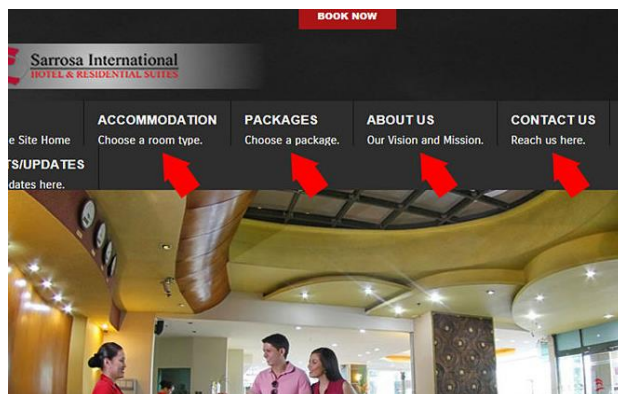 BOOK NOW
Sarrosa International
HOTEL & RESIDENTIAL SUITES
ACCOMMODATION
Choose a room type.
PACKAGES
Choose a package.
ABOUT US
Our Vision and Mission.
CONTACT US
Reach us here.
e Site Home
TS/UPDATES
dates here.